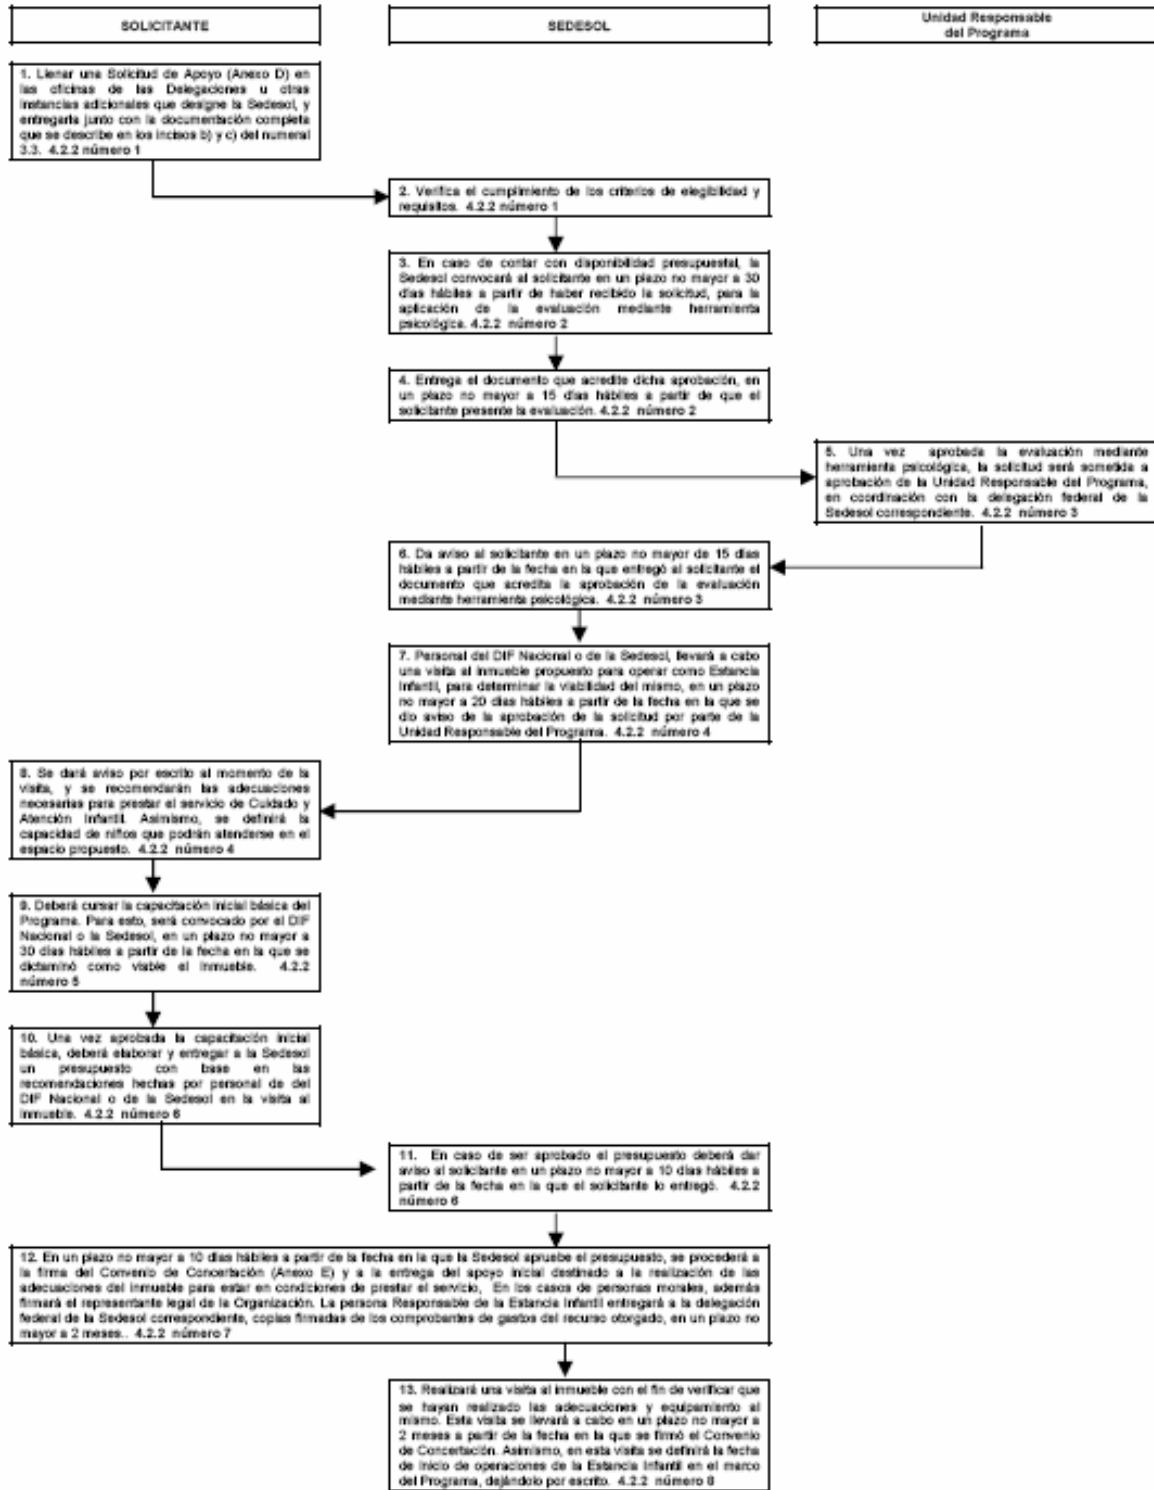 SOLICITANTE
SEDESOL
Unidad Responsable
del Programa
1. Llenar una Solicitud de Apoyo (Anexo D) en
las oficinas de las Delegaciones u otras
instancias adicionales que designe la Sedesol, y
entregarla junto con la documentación completa
que se describe en los incisos b) y c) del numeral
3.3. 4.2.2 número 1
2. Verifica el cumplimiento de los criterios de elegibilidad y
requisitos. 4.2.2 número 1
3. En caso de contar con disponibilidad presupuestal, la
Sedesol convocará al solicitante en un plazo no mayor a 30
días hábiles a partir de haber recibido la solicitud, para la
aplicación de la evaluación mediante herramienta
psicológica. 4.2.2 número 2
4. Entrega el documento que acredite dicha aprobación, en
un plazo no mayor a 15 días hábiles a partir de que el
solicitante presente la evaluación. 4.2.2 número 2
5. Una vez aprobada la evaluación mediante
herramienta psicológica, la solicitud será sometida a
aprobación de la Unidad Responsable del Programa,
en coordinación con la delegación federal de la
Sedesol correspondiente. 4.2.2 número 3
6. Da aviso al solicitante en un plazo no mayor de 15 días
hábiles a partir de la fecha en la que entregó al solicitante el
documento que acredita la aprobación de la evaluación
mediante herramienta psicológica. 4.2.2 número 3
7. Personal del DIF Nacional o de la Sedesol, llevará a cabo
una visita al inmueble propuesto para operar como Estancia
Infantil, para determinar la viabilidad del mismo, en un plazo
no mayor a 20 días hábiles a partir de la fecha en la que se
dio aviso de la aprobación de la solicitud por parte de la
Unidad Responsable del Programa. 4.2.2 número 4
8. Se dará aviso por escrito al momento de la
visita, y se recomendarán las adecuaciones
necesarias para prestar el servicio de Cuidado y
Atención Infantil. Asimismo, se definirá la
capacidad de niños que podrán atenderse en el
espacio propuesto. 4.2.2 número 4
9. Deberá cursar la capacitación inicial básica del
Programa. Para esto, será convocado por el DIF
Nacional o la Sedesol, en un plazo no mayor a
30 días hábiles a partir de la fecha en la que se
dictaminó como viable el inmueble. 4.2.2
número 5
10. Una vez aprobada la capacitación inicial
básica, deberá elaborar y entregar a la Sedesol
un presupuesto con base en las
recomendaciones hechas por personal de del
DIF Nacional o de la Sedesol en la visita al
inmueble. 4.2.2 número 6
11. En caso de ser aprobado el presupuesto deberá dar
aviso al solicitante en un plazo no mayor a 10 días hábiles a
partir de la fecha en la que el solicitante lo entregó. 4.2.2
número 6
12. En un plazo no mayor a 10 días hábiles a partir de la fecha en la que la Sedesol apruebe el presupuesto, se procederá a
la firma del Convenio de Concertación (Anexo E) y a la entrega del apoyo inicial destinado a la realización de las
adecuaciones del inmueble para estar en condiciones de prestar el servicio, En los casos de personas morales, además
firmará el representante legal de la Organización. La persona Responsable de la Estancia Infantil entregará a la delegación
federal de la Sedesol correspondiente, copias firmadas de los comprobantes de gastos del recurso otorgado, en un plazo no
mayor a 2 meses.. 4.2.2 número 7
13. Realizará una visita al inmueble con el fin de verificar que
se hayan realizado las adecuaciones y equipamiento al
mismo. Esta visita se llevará a cabo en un plazo no mayor a
2 meses a partir de la fecha en la que se firmó el Convenio
de Concertación. Asimismo, en esta visita se definirá la fecha
de inicio de operaciones de la Estancia Infantil en el marco
del Programa, dejándolo por escrito. 4.2.2 número 8